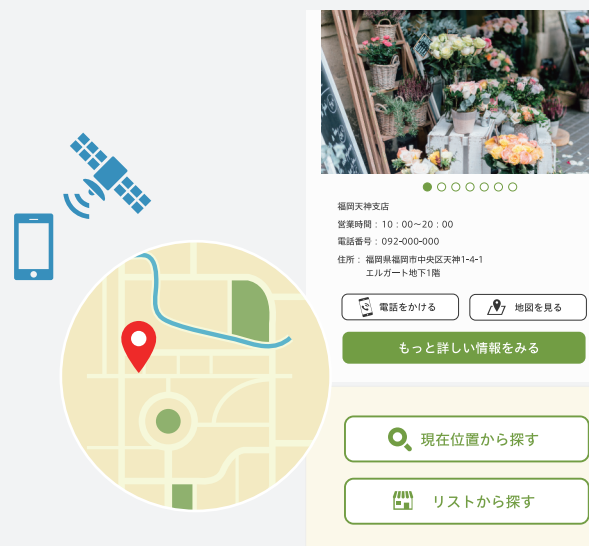 福岡天神支店
営業時間：10：00～20：00
電話番号：092-000-000
住所：福岡県福岡市中央区天神1-4-1
エルガート地下1階
電話をかける
地図を見る
もっと詳しい情報をみる
現在位置から探す
リストから探す